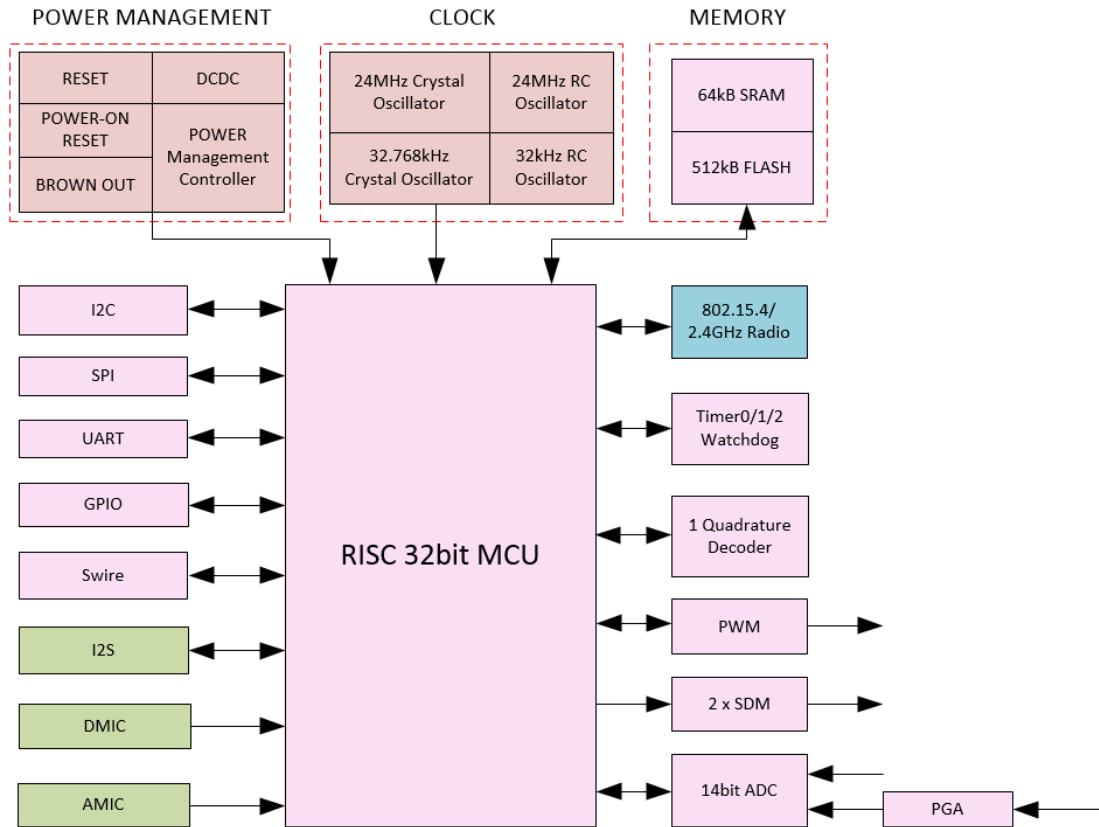 POWER MANAGEMENT
CLOCK
MEMORY
RESET
DCDC
POWER-ON
RESET
POWER
Management
Controller
BROWN OUT
24MHz Crystal
Oscillator
24MHz RC
Oscillator
32.768kHz
Crystal Oscillator
32kHz RC
Oscillator
64kB SRAM
512kB FLASH
I2C
SPI
UART
GPIO
Swire
I2S
DMIC
AMIC
RISC 32bit MCU
802.15.4/
2.4GHz Radio
Timer0/1/2
Watchdog
1 Quadrature
Decoder
PWM
2 x SDM
14bit ADC
PGA